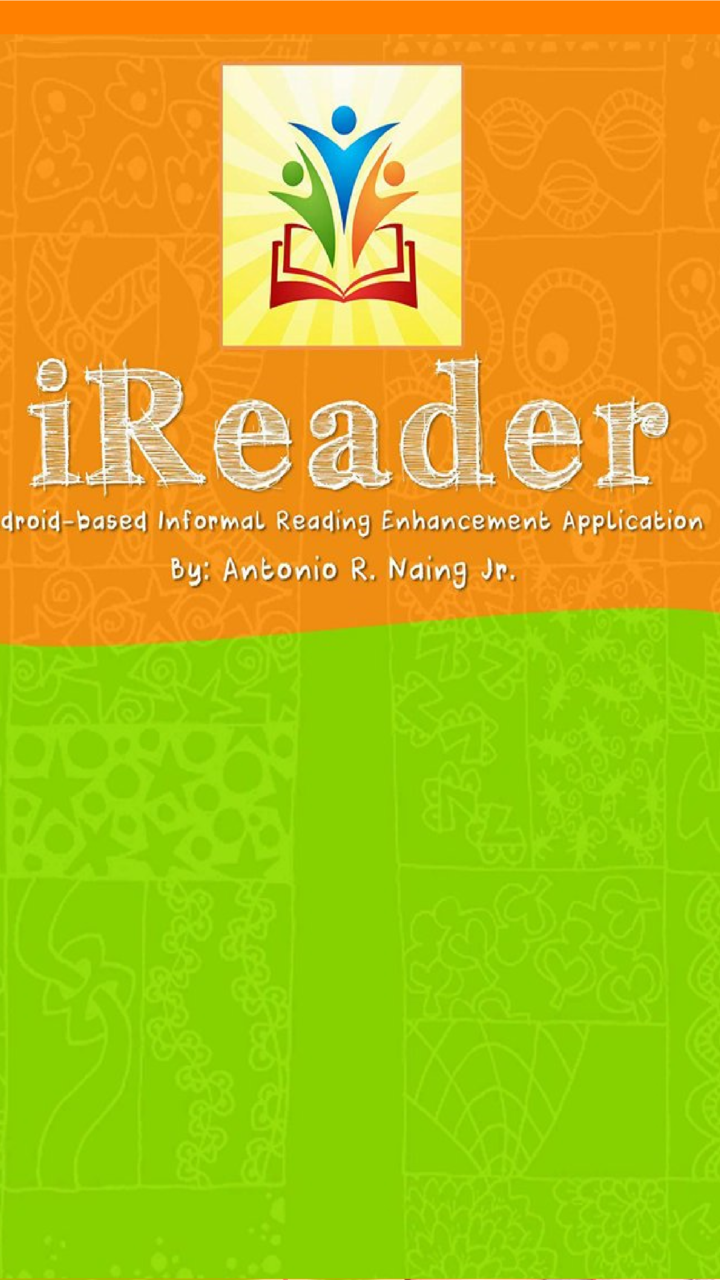 iReader
droid-based Informal Reading Enhancement Application
By: Antonio R. Naing Jr.